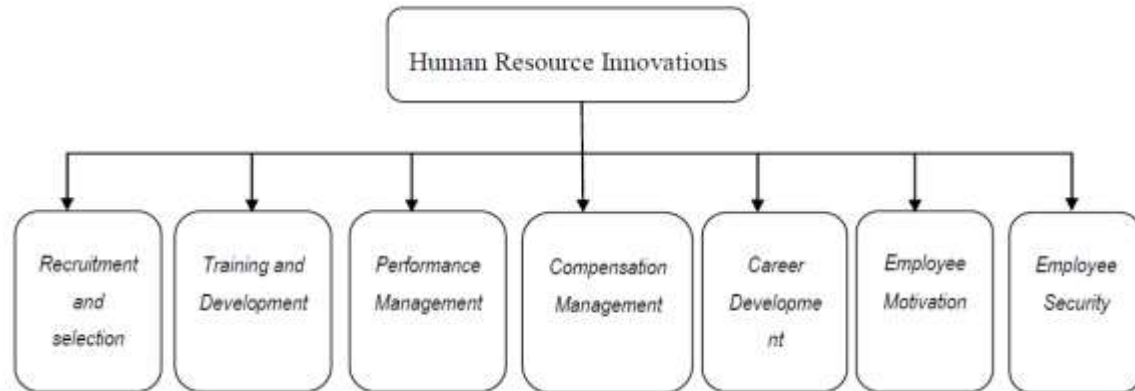 Human Resource Innovations
Recruitment
and
selection
Training and
Development
Performance
Management
Compensation
Management
Career
Developme
nt
Employee
Motivation
Employee
Security